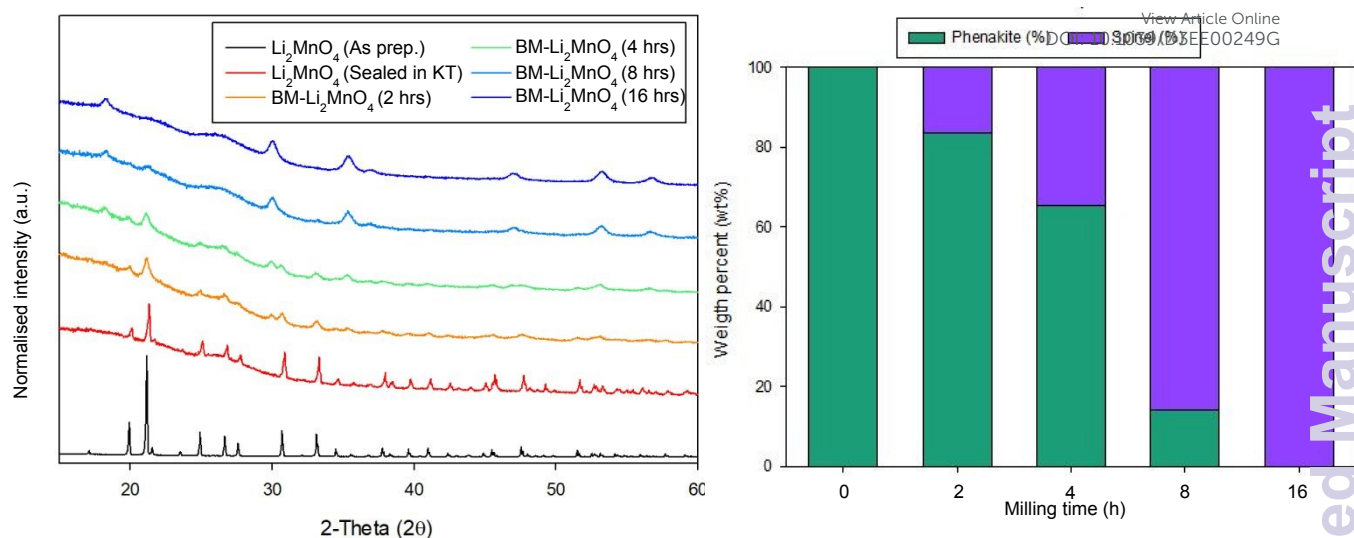 Li₂MnO₄ (As prep.)
Li₂MnO₄ (Sealed in KT)
BM-Li₂MnO₄ (2 hrs)
BM-Li₂MnO₄ (4 hrs)
BM-Li₂MnO₄ (8 hrs)
BM-Li₂MnO₄ (16 hrs)
Normalised intensity (a.u.)
20 30 40 50 60
2-Theta (2θ)
View Article Online
Phenakite (%)
Weigth percent (wt%)
100
80
60
40
20
0
0 2 4 8 16
Milling time (h)
ed Manuscript